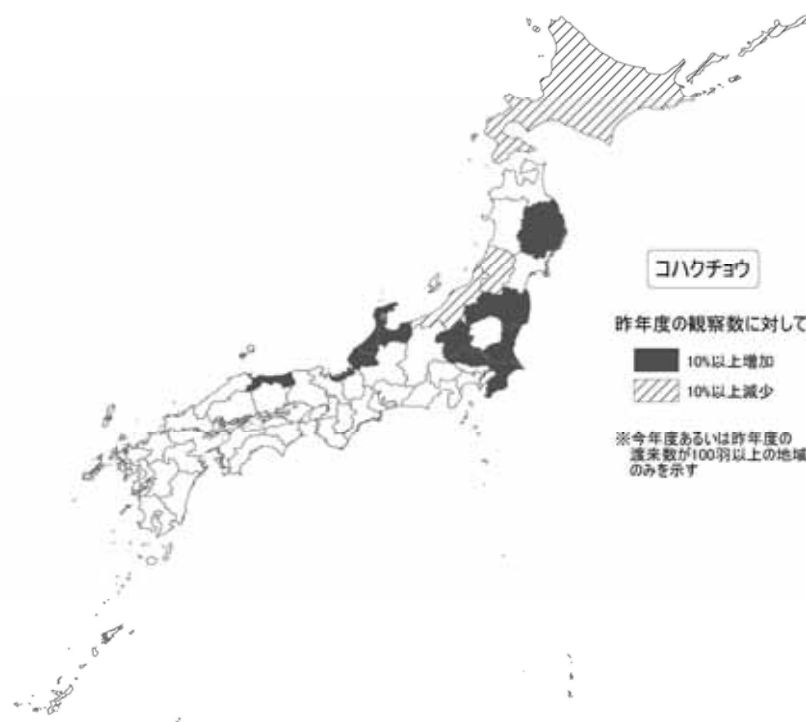 コハクチョウ
昨年度の観察数に対して
10%以上増加
10%以上減少
※今年度あるいは昨年度の
渡来数が100羽以上の地域
のみを示す